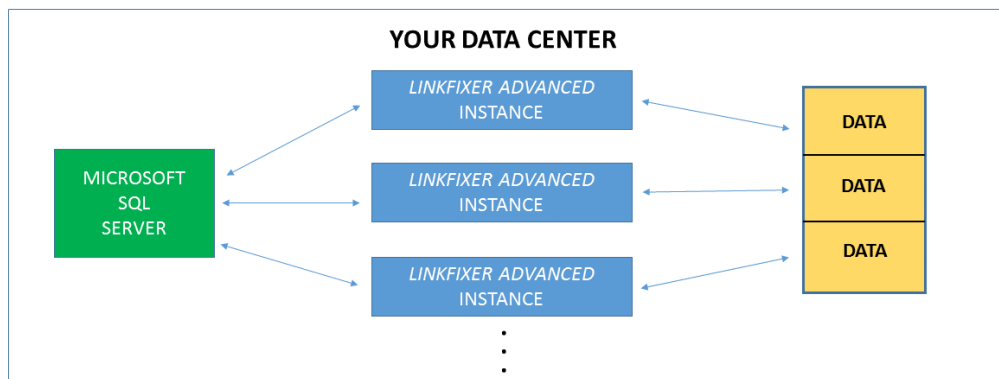 YOUR DATA CENTER
LINKFIXER ADVANCED
INSTANCE
DATA
MICROSOFT
SQL
SERVER
LINKFIXER ADVANCED
INSTANCE
DATA
LINKFIXER ADVANCED
INSTANCE
DATA